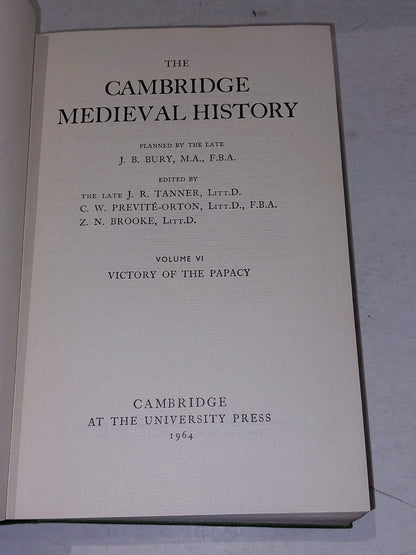 THE
CAMBRIDGE
MEDIEVAL HISTORY
PLANNED BY THE LATE
J. B. BURY, M.A., F.B.A.
EDITED BY
THE LATE J. R. TANNER, Litt.D.
C. W. PREVITÉ-ORTON, Litt.D., F.B.A.
Z. N. BROOKE, Litt.D.
VOLUME VI
VICTORY OF THE PAPACY
CAMBRIDGE
AT THE UNIVERSITY PRESS
1964